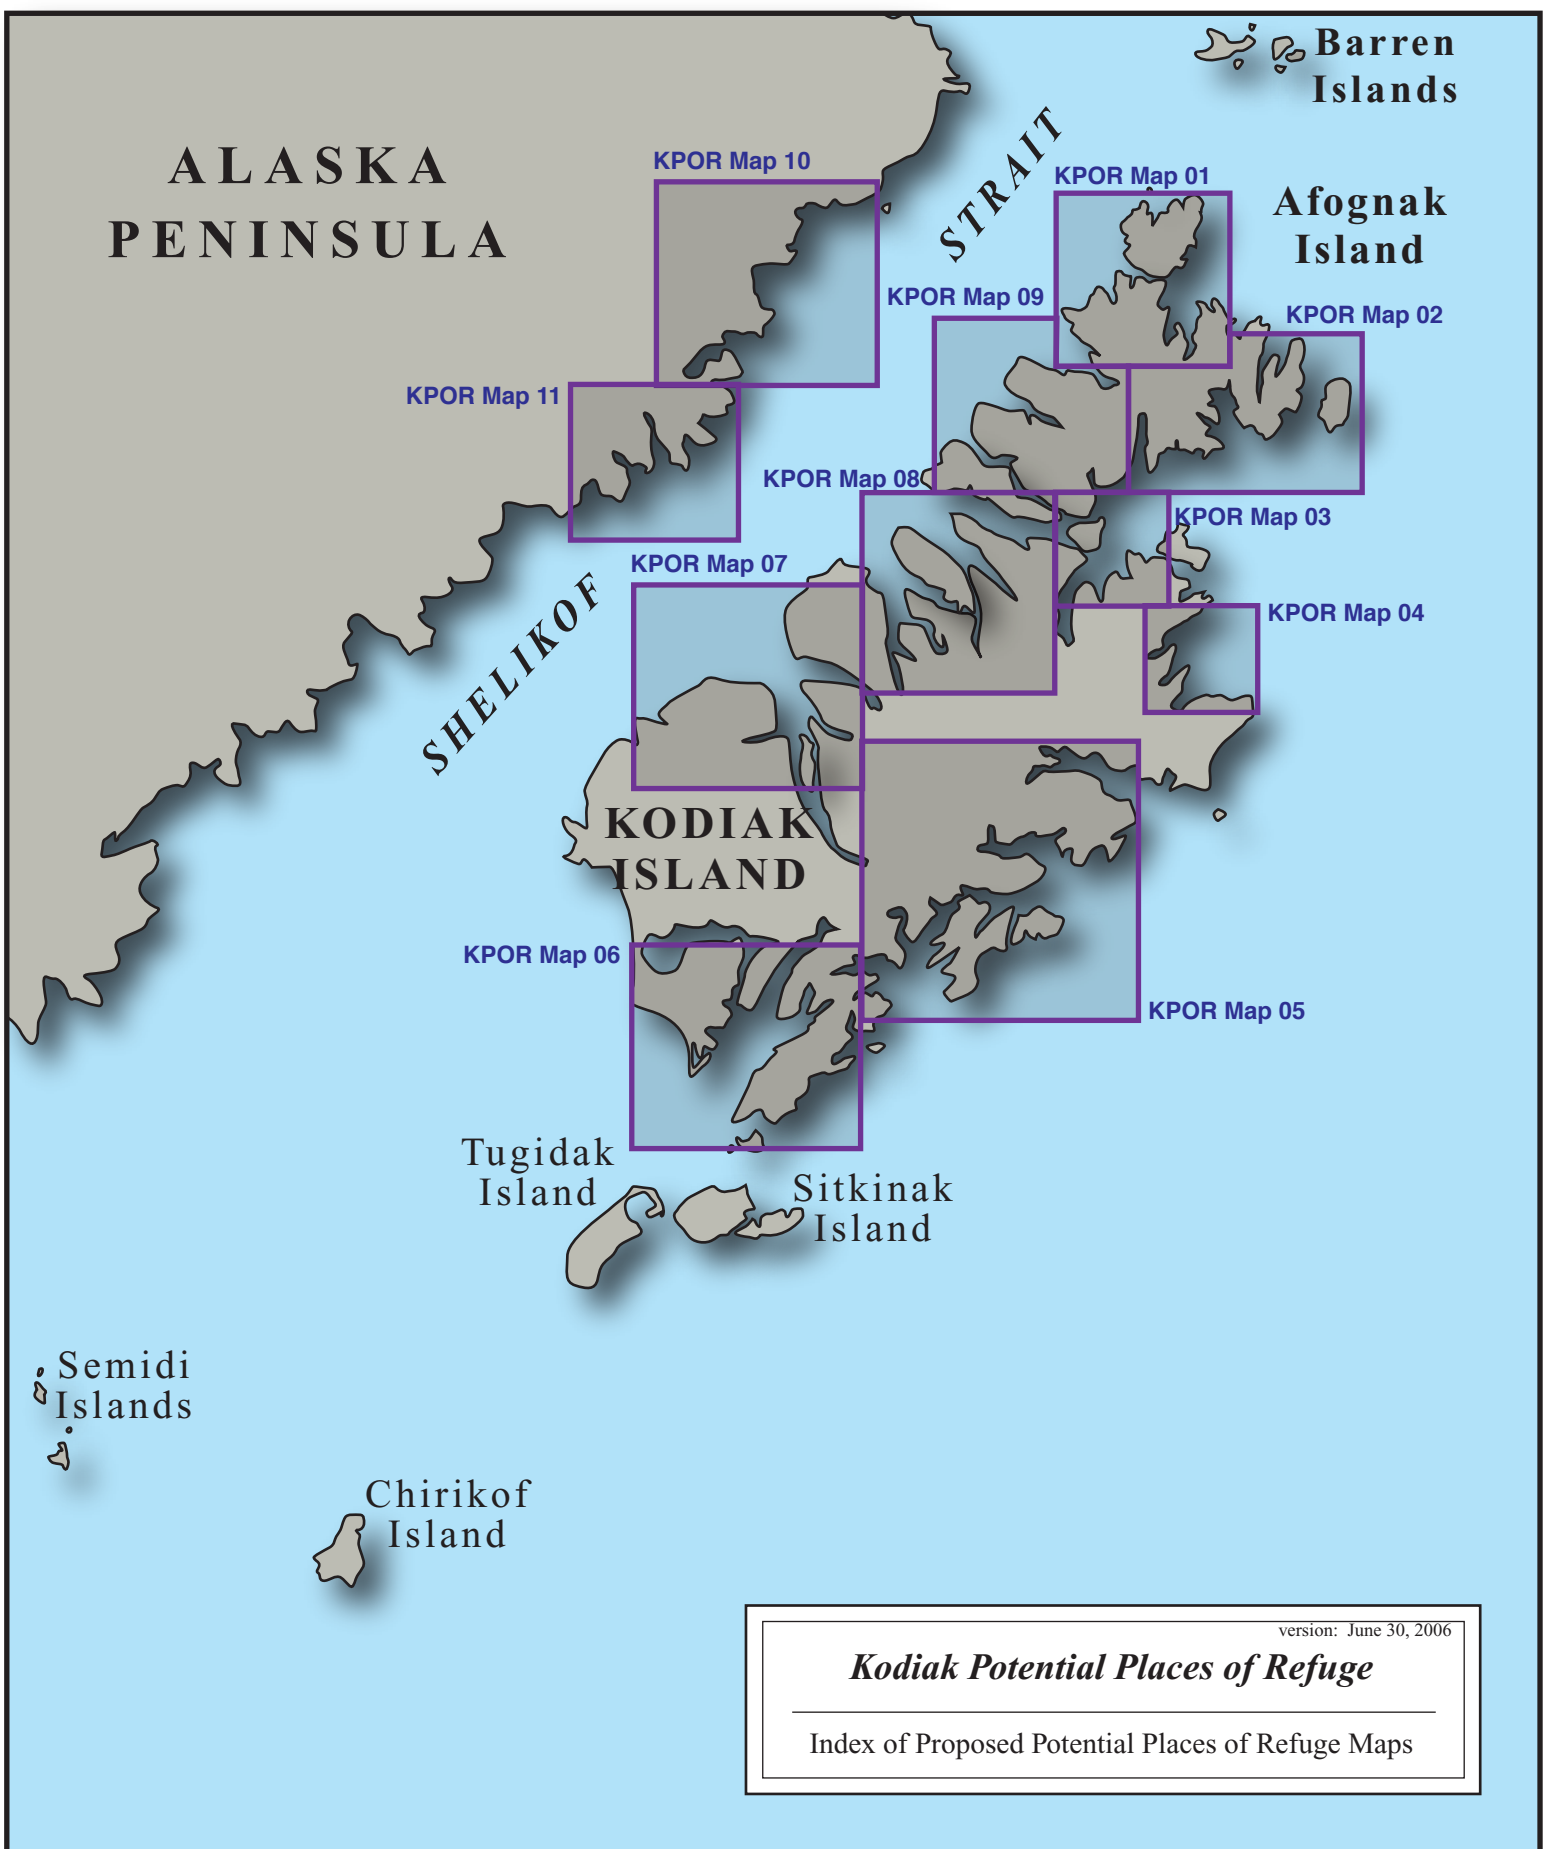 Barren
Islands
ALASKA
PENINSULA
KPOR Map 10
STRAIT
KPOR Map 01
Afognak
Island
KPOR Map 09
KPOR Map 02
KPOR Map 11
KPOR Map 08
KPOR Map 03
KPOR Map 07
SHELIKOF
KPOR Map 04
KODIAK
ISLAND
KPOR Map 06
KPOR Map 05
Tugidak
Island
Sitkinak
Island
Semidi
Islands
Chirikof
Island
version: June 30, 2006
Kodiak Potential Places of Refuge
Index of Proposed Potential Places of Refuge Maps